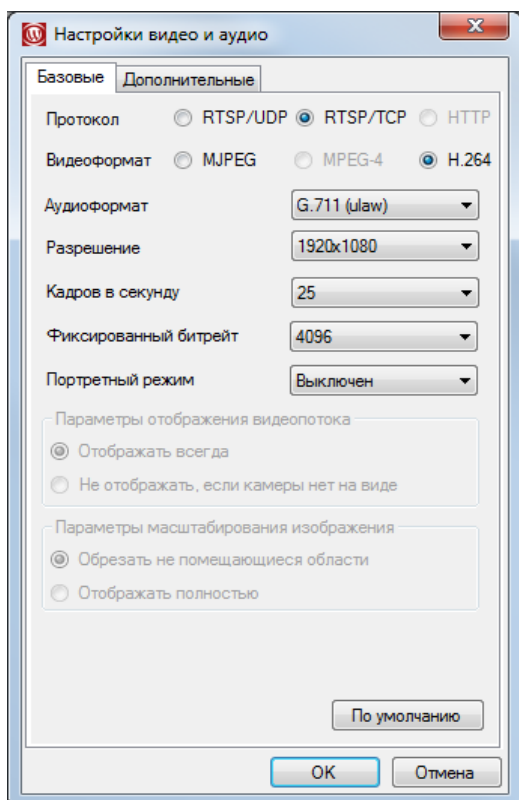 Настройки видео и аудио
Базовые Дополнительные
Протокол RTSP/UDP RTSP/TCP HTTP
Видеоформат MJPEG MPEG-4 H.264
Аудиоформат G.711 (ulaw)
Разрешение 1920x1080
Кадров в секунду 25
Фиксированный битрейт 4096
Портретный режим Выключен
Параметры отображения видеопотока
Отображать всегда
Не отображать, если камеры нет на виде
Параметры масштабирования изображения
Обрезать не помещающиеся области
Отображать полностью
По умолчанию
OK Отмена